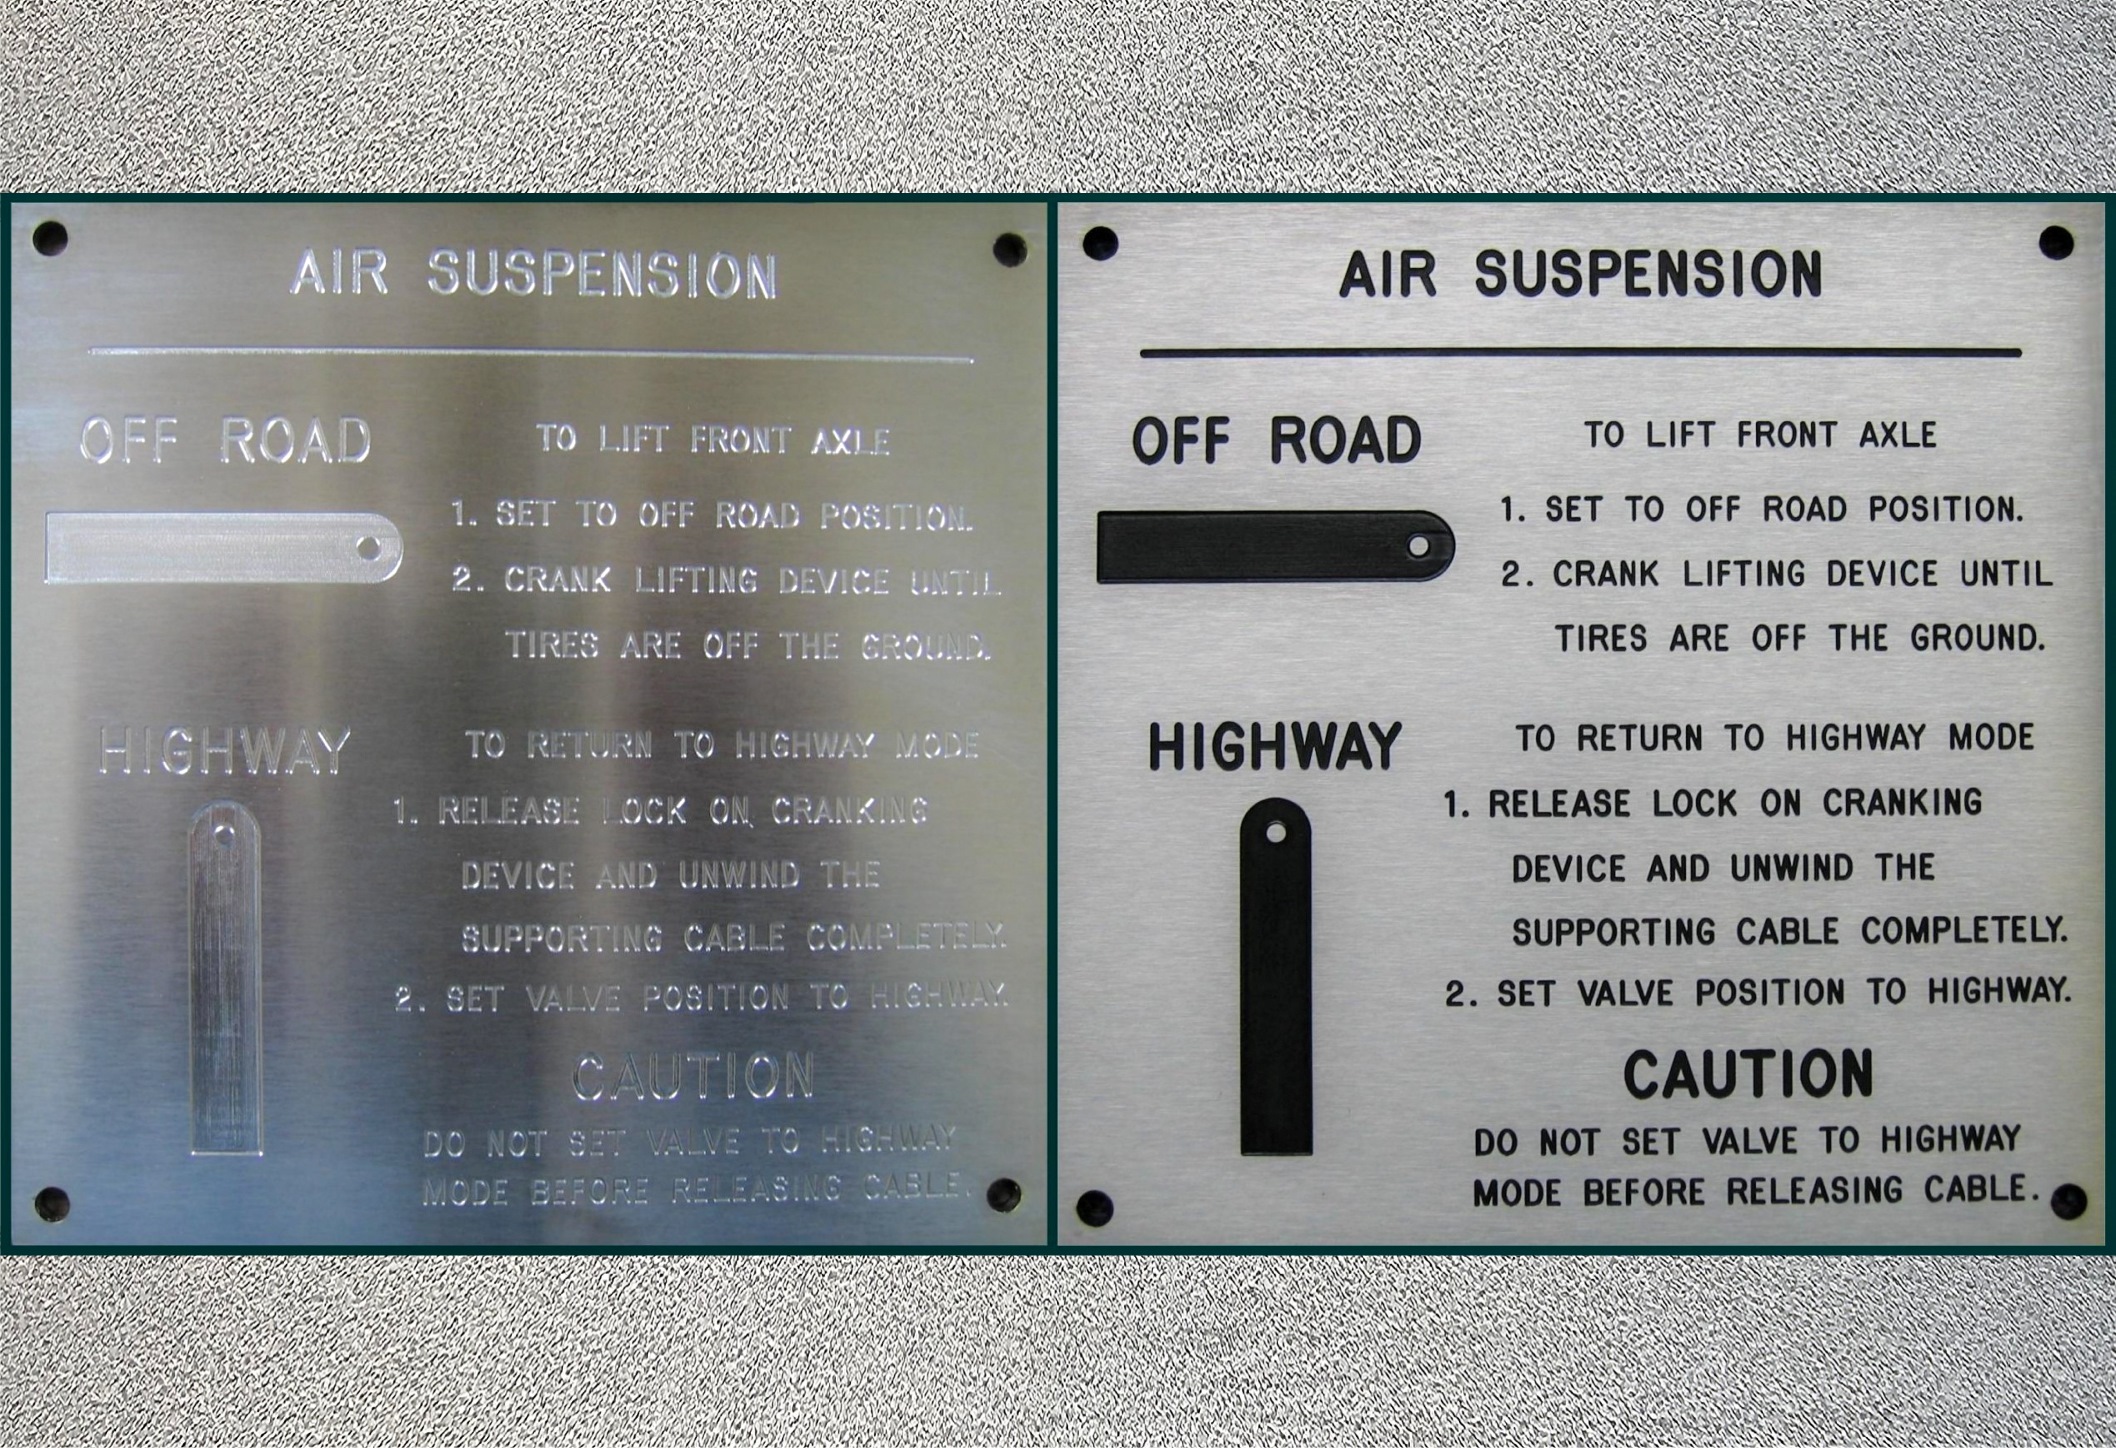 AIR SUSPENSION
OFF ROAD
TO LIFT FRONT AXLE
1. SET TO OFF ROAD POSITION.
2. CRANK LIFTING DEVICE UNTIL
TIRES ARE OFF THE GROUND.
HIGHWAY
TO RETURN TO HIGHWAY MODE
1. RELEASE LOCK ON CRANKING
DEVICE AND UNWIND THE
SUPPORTING CABLE COMPLETELY.
2. SET VALVE POSITION TO HIGHWAY.
CAUTION
DO NOT SET VALVE TO HIGHWAY
MODE BEFORE RELEASING CABLE.
AIR SUSPENSION
OFF ROAD
TO LIFT FRONT AXLE
1. SET TO OFF ROAD POSITION.
2. CRANK LIFTING DEVICE UNTIL
TIRES ARE OFF THE GROUND.
HIGHWAY
TO RETURN TO HIGHWAY MODE
1. RELEASE LOCK ON CRANKING
DEVICE AND UNWIND THE
SUPPORTING CABLE COMPLETELY.
2. SET VALVE POSITION TO HIGHWAY.
CAUTION
DO NOT SET VALVE TO HIGHWAY
MODE BEFORE RELEASING CABLE.